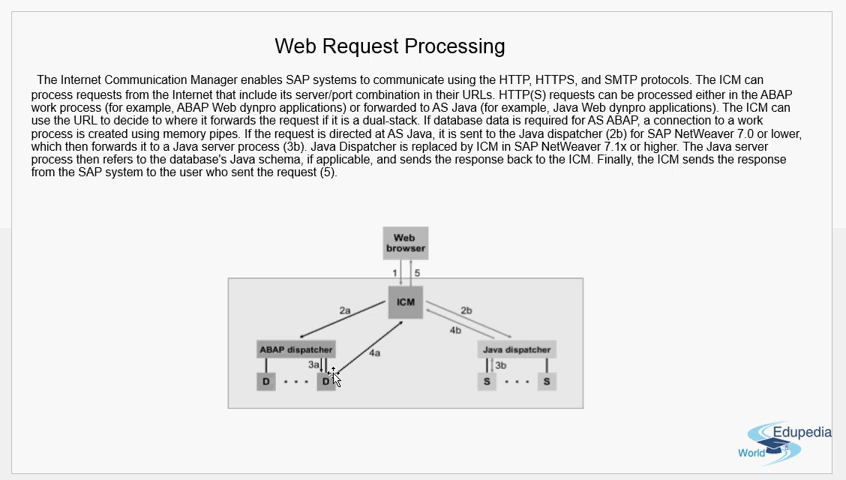 Web Request Processing
The Internet Communication Manager enables SAP systems to communicate using the HTTP, HTTPS, and SMTP protocols. The ICM can
process requests from the Internet that include its server/port combination in their URLs. HTTP(S) requests can be processed either in the ABAP
work process (for example, ABAP Web dynpro applications) or forwarded to AS Java (for example, Java Web dynpro applications). The ICM can
use the URL to decide to where it forwards the request if it is a dual-stack. If database data is required for AS ABAP, a connection to a work
process is created using memory pipes. If the request is directed at AS Java, it is sent to the Java dispatcher (2b) for SAP NetWeaver 7.0 or lower,
which then forwards it to a Java server process (3b). Java Dispatcher is replaced by ICM in SAP NetWeaver 7.1x or higher. The Java server
process then refers to the database's Java schema, if applicable, and sends the response back to the ICM. Finally, the ICM sends the response
from the SAP system to the user who sent the request (5).
Web
browser
1 5
ICM
2a 2b
4b
ABAP dispatcher 4a Java dispatcher
3a 3b
D . . . D S . . . S
Edupedia
World